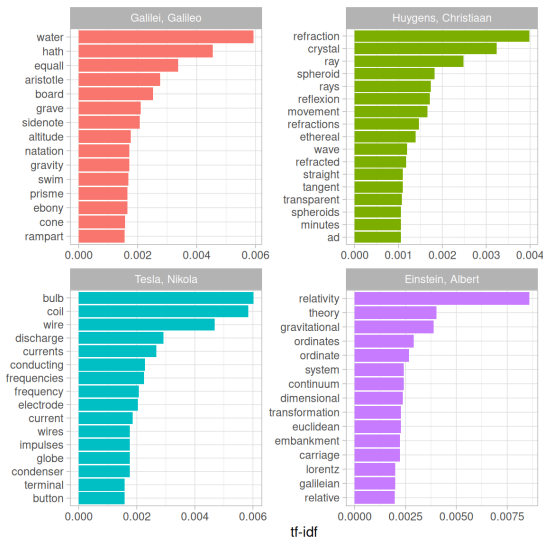 Galilei, Galileo
water
hath
equall
aristotle
board
grave
sidenote
altitude
natation
gravity
swim
prisme
ebony
cone
rampart
0.000 0.002 0.004 0.006
Huygens, Christiaan
refraction
crystal
ray
spheroid
rays
reflexion
movement
refractions
ethereal
wave
refracted
straight
tangent
transparent
spheroids
minutes
ad
0.000 0.001 0.002 0.003 0.004
Tesla, Nikola
bulb
coil
wire
discharge
currents
conducting
frequencies
frequency
electrode
current
wires
impulses
globe
condenser
terminal
button
0.000 0.002 0.004 0.006
Einstein, Albert
relativity
theory
gravitational
ordinates
ordinate
system
continuum
dimensional
transformation
euclidean
embankment
carriage
lorentz
galileian
relative
0.0000 0.0025 0.0050 0.0075
tf-idf